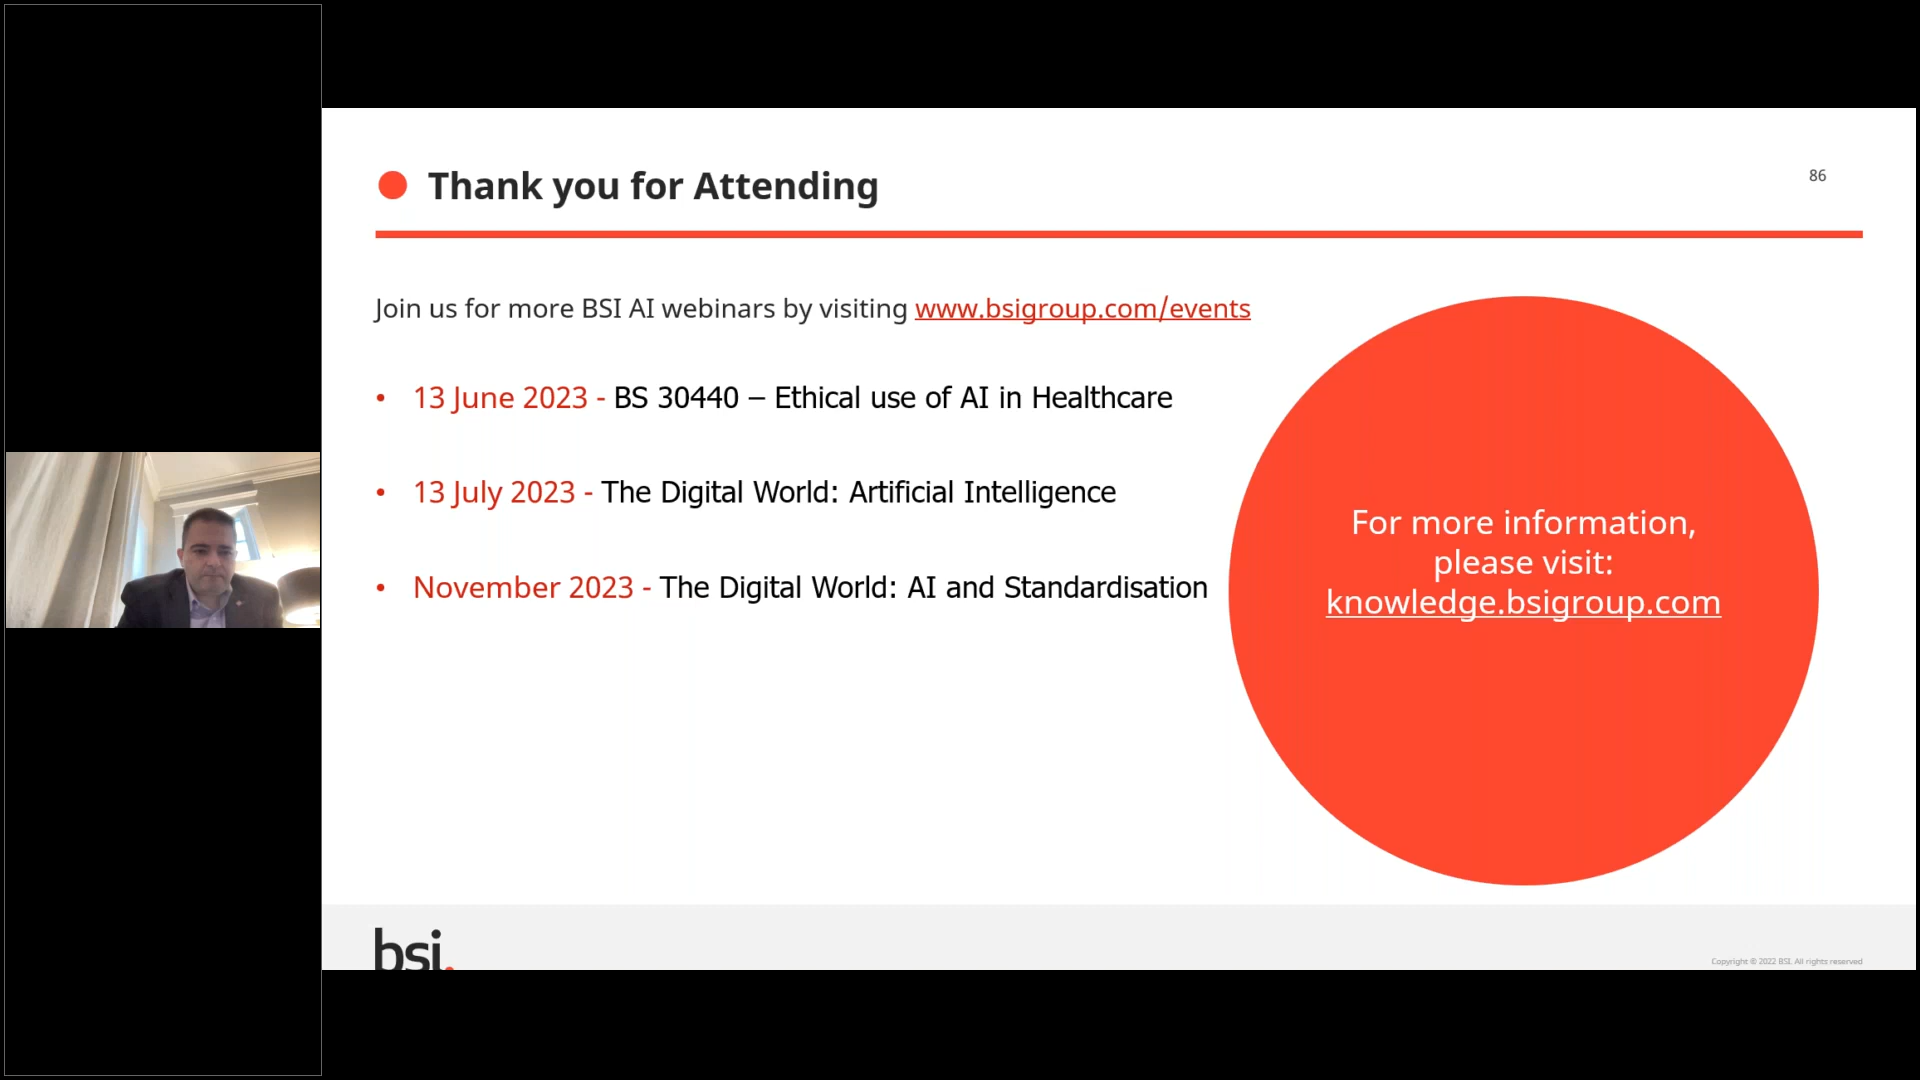 Thank you for Attending
86
Join us for more BSI AI webinars by visiting www.bsigroup.com/events
• 13 June 2023 - BS 30440 – Ethical use of AI in Healthcare
• 13 July 2023 - The Digital World: Artificial Intelligence
• November 2023 - The Digital World: AI and Standardisation
For more information,
please visit:
knowledge.bsigroup.com
bsi.
Copyright © 2022 BSI. All rights reserved